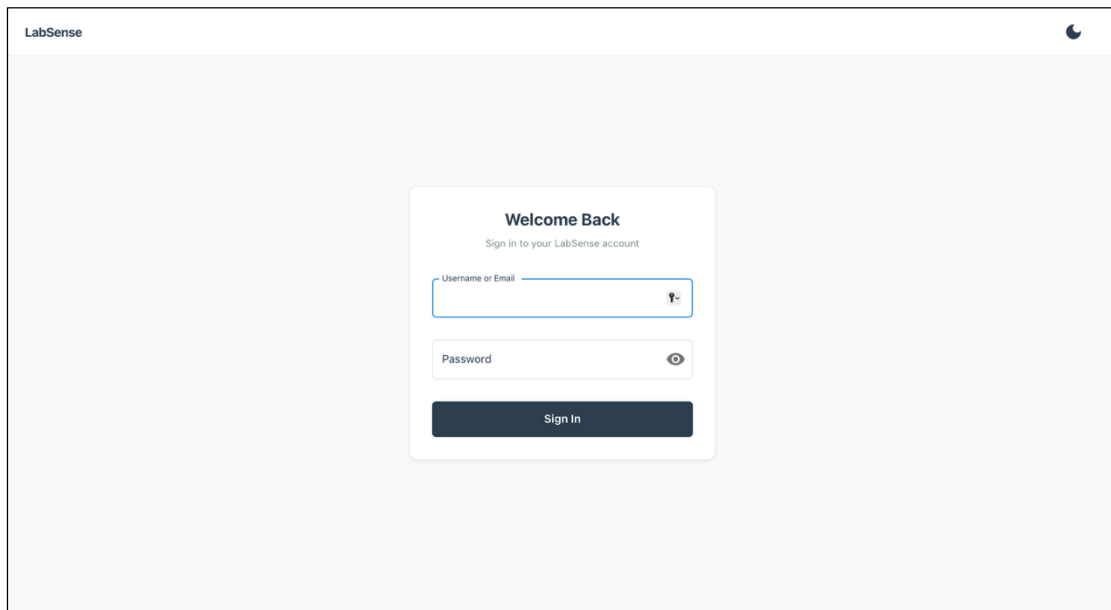 LabSense
Welcome Back
Sign in to your LabSense account
Username or Email
Password
Sign In